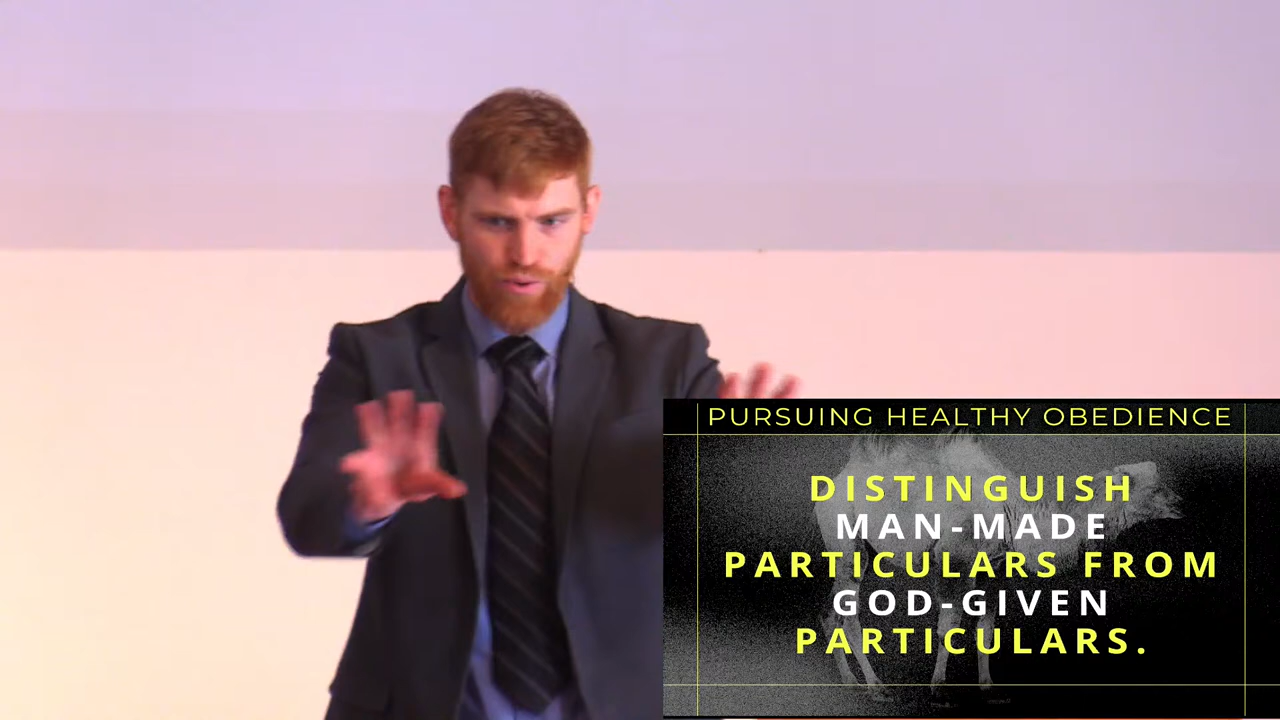 PURSUING HEALTHY OBEDIENCE
DISTINGUISH
MAN-MADE
PARTICULARS FROM
GOD-GIVEN
PARTICULARS.